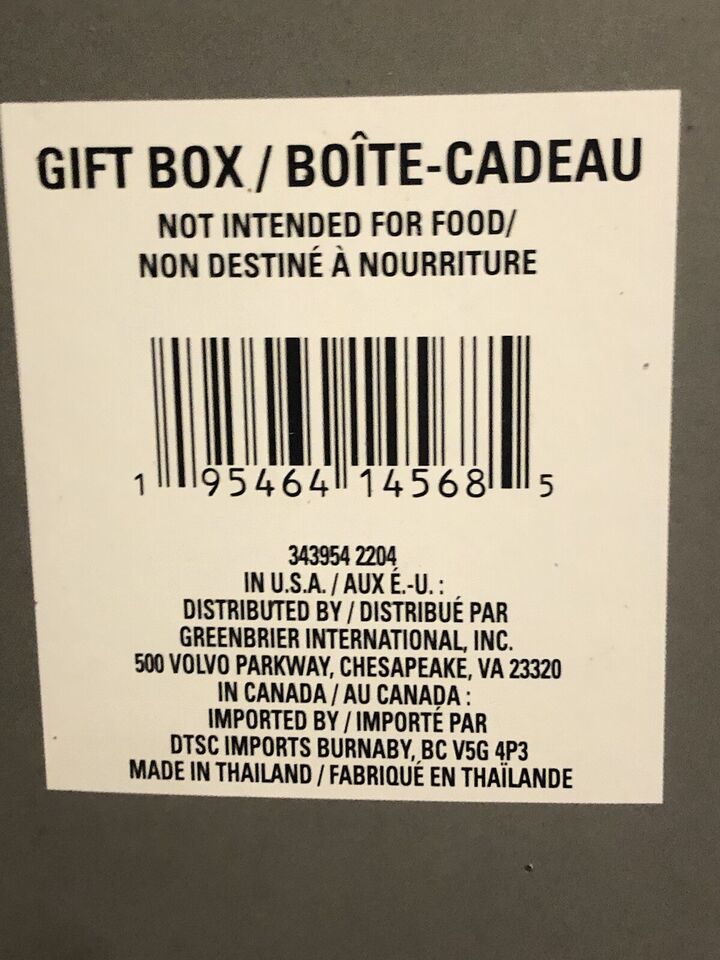 GIFT BOX / BOÎTE-CADEAU
NOT INTENDED FOR FOOD/
NON DESTINÉ À NOURRITURE
1 95464 14568 5
343954 2204
IN U.S.A. / AUX É.-U. :
DISTRIBUTED BY / DISTRIBUÉ PAR
GREENBRIER INTERNATIONAL, INC.
500 VOLVO PARKWAY, CHESAPEAKE, VA 23320
IN CANADA / AU CANADA :
IMPORTED BY / IMPORTÉ PAR
DTSC IMPORTS BURNABY, BC V5G 4P3
MADE IN THAILAND / FABRIQUÉ EN THAÏLANDE